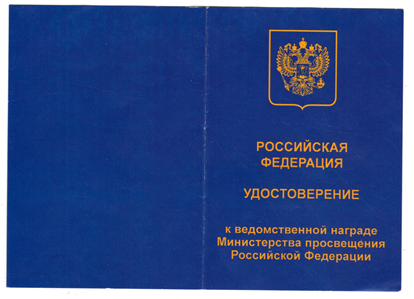 РОССИЙСКАЯ
ФЕДЕРАЦИЯ
УДОСТОВЕРЕНИЕ
к ведомственной награде
Министерства просвещения
Российской Федерации